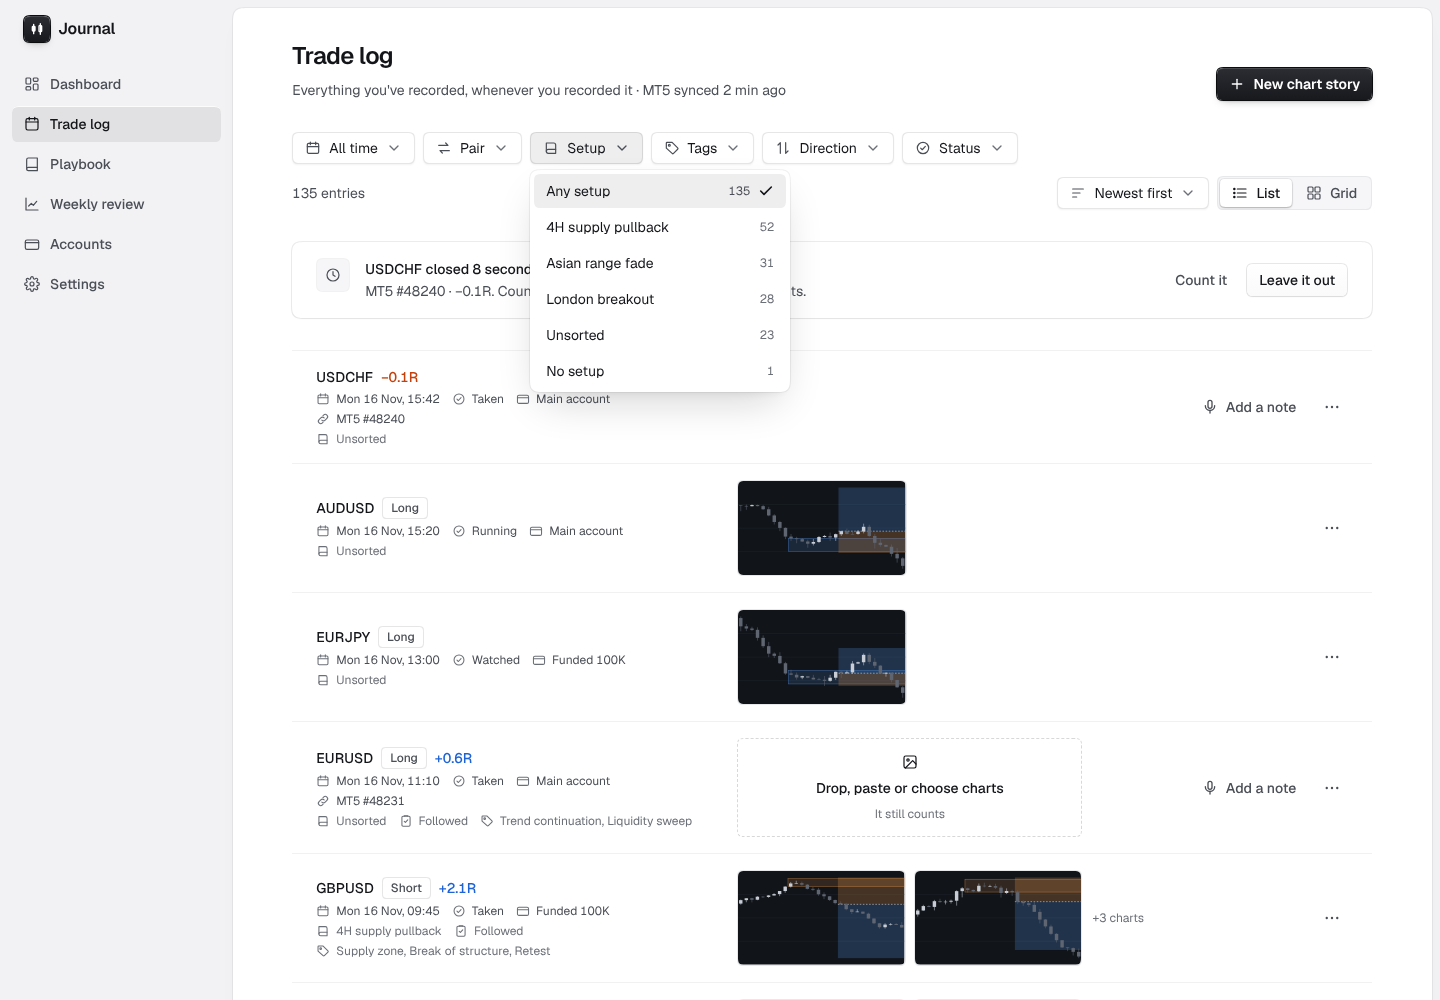 Journal
Dashboard
Trade log
Playbook
Weekly review
Accounts
Settings
Trade log
Everything you've recorded, whenever you recorded it · MT5 synced 2 min ago
New chart story
All time
Pair
Setup
Tags
Direction
Status
135 entries
Newest first
List
Grid
Any setup 135
4H supply pullback 52
Asian range fade 31
London breakout 28
Unsorted 23
No setup 1
USDCHF closed 8
MT5 #48240 · −0.1R.
Count it
Leave it out
USDCHF −0.1R
Mon 16 Nov, 15:42 Taken Main account
MT5 #48240
Unsorted
Add a note
AUDUSD Long
Mon 16 Nov, 15:20 Running Main account
Unsorted
EURJPY Long
Mon 16 Nov, 13:00 Watched Funded 100K
Unsorted
EURUSD Long +0.6R
Mon 16 Nov, 11:10 Taken Main account
MT5 #48231
Unsorted Followed Trend continuation, Liquidity sweep
Drop, paste or choose charts
It still counts
Add a note
GBPUSD Short +2.1R
Mon 16 Nov, 09:45 Taken Funded 100K
4H supply pullback Followed
Supply zone, Break of structure, Retest
+3 charts